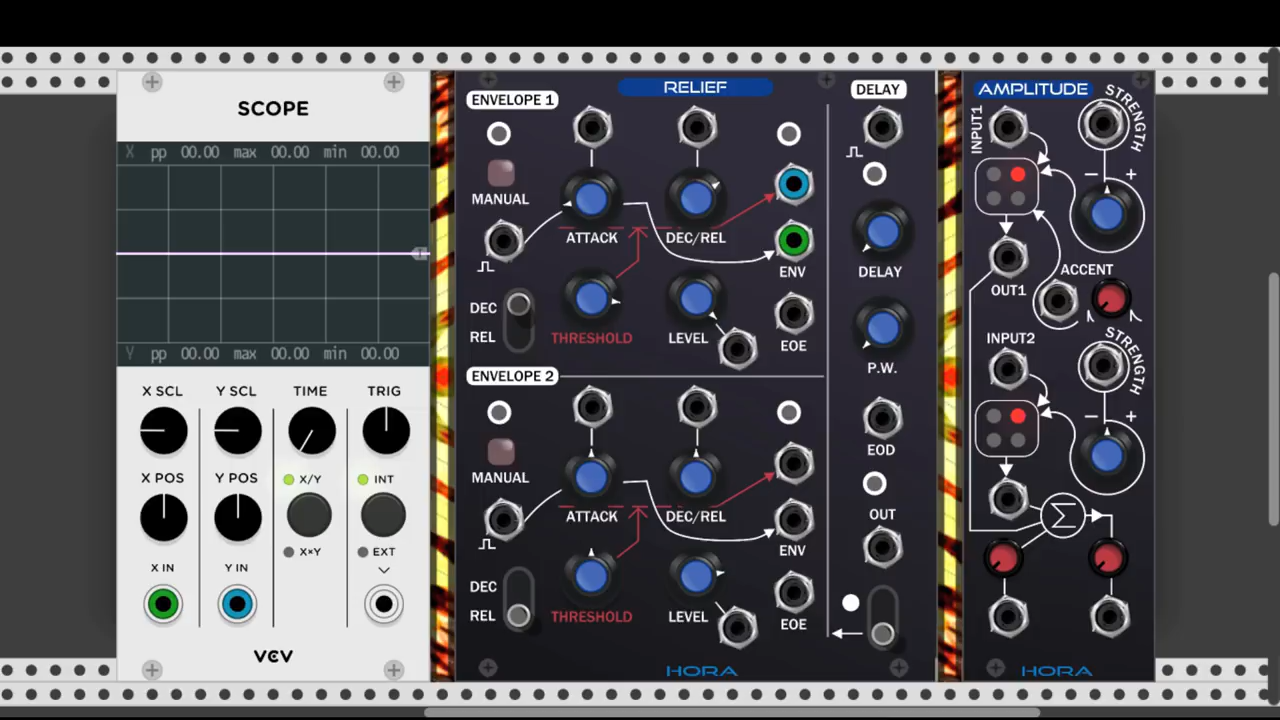 SCOPE
X pp 00.00 max 00.00 min 00.00
Y pp 00.00 max 00.00 min 00.00
X SCL Y SCL TIME TRIG
X POS Y POS X/Y INT
X×Y EXT
X IN Y IN
VCV
RELIEF
ENVELOPE 1
MANUAL
ATTACK DEC/REL ENV
DEC
REL
THRESHOLD LEVEL EOE
ENVELOPE 2
MANUAL
ATTACK DEC/REL ENV
DEC
REL
THRESHOLD LEVEL EOE
HORA
DELAY
DELAY
P.W.
EOD
OUT
AMPLITUDE
INPUT1
STRENGTH
− +
OUT1
ACCENT
INPUT2
STRENGTH
− +
Σ
HORA